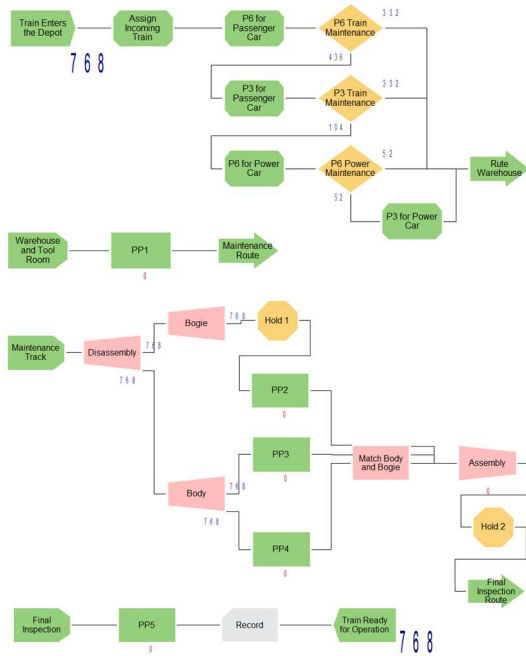 Train Enters
the Depot
768
Assign
Incoming
Train
P6 for
Passenger
Car
P6 Train
Maintenance
332
436
P3 for
Passenger
Car
P3 Train
Maintenance
332
104
P6 for Power
Car
P6 Power
Maintenance
52
52
P3 for Power
Car
Rute
Warehouse
Warehouse
and Tool
Room
PP1
0
Maintenance
Route
Maintenance
Track
Disassembly
768
768
Bogie
768
Hold 1
PP2
0
Body
768
768
PP3
0
PP4
0
Match Body
and Bogie
Assembly
0
Hold 2
Final
Inspection
Route
Final
Inspection
PP5
0
Record
Train Ready
for Operation
768